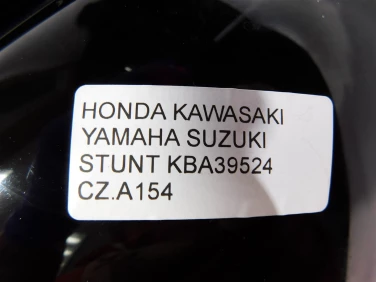 HONDA KAWASAKI
YAMAHA SUZUKI
STUNT KBA39524
CZ.A154